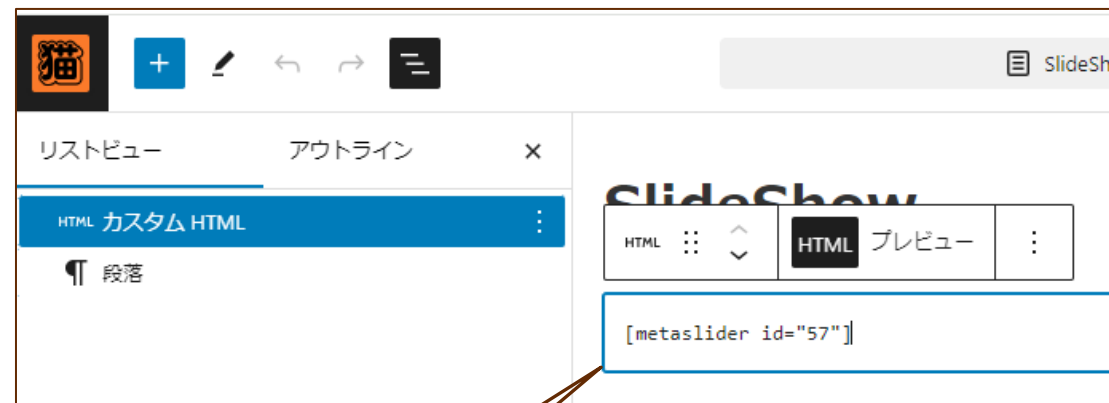 猫
SlideSh
リストビュー アウトライン ×
SlideShow
HTML カスタム HTML
HTML HTML プレビュー
¶ 段落
[metaslider id="57"]